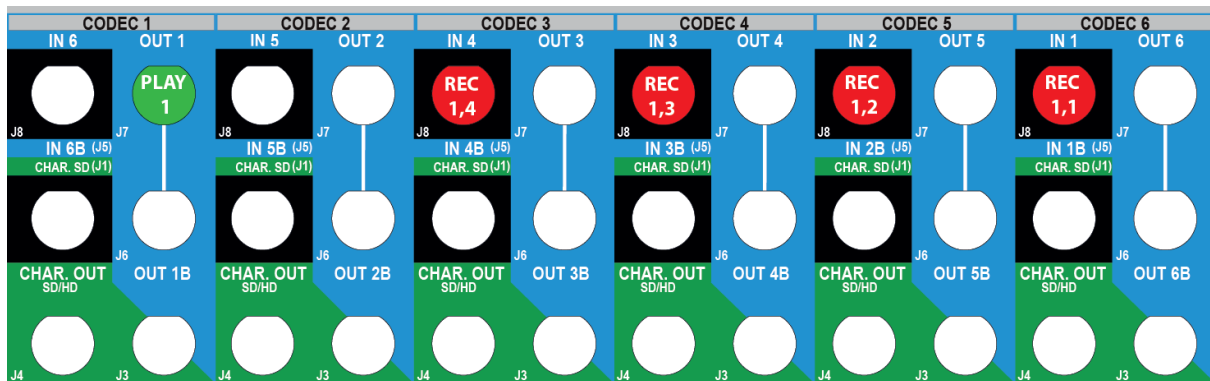 CODEC 1 CODEC 2 CODEC 3 CODEC 4 CODEC 5 CODEC 6
IN 6 OUT 1 IN 5 OUT 2 IN 4 OUT 3 IN 3 OUT 4 IN 2 OUT 5 IN 1 OUT 6
PLAY REC REC REC REC
1 1,4 1,3 1,2 1,1
J8 J7 J8 J7 J8 J7 J8 J7 J8 J7 J8 J7
IN 6B (J5) IN 5B (J5) IN 4B (J5) IN 3B (J5) IN 2B (J5) IN 1B (J5)
CHAR. SD (J1) CHAR. SD (J1) CHAR. SD (J1) CHAR. SD (J1) CHAR. SD (J1) CHAR. SD (J1)
J6 J6 J6 J6 J6 J6
CHAR. OUT OUT 1B CHAR. OUT OUT 2B CHAR. OUT OUT 3B CHAR. OUT OUT 4B CHAR. OUT OUT 5B CHAR. OUT OUT 6B
SD/HD SD/HD SD/HD SD/HD SD/HD SD/HD
J4 J3 J4 J3 J4 J3 J4 J3 J4 J3 J4 J3